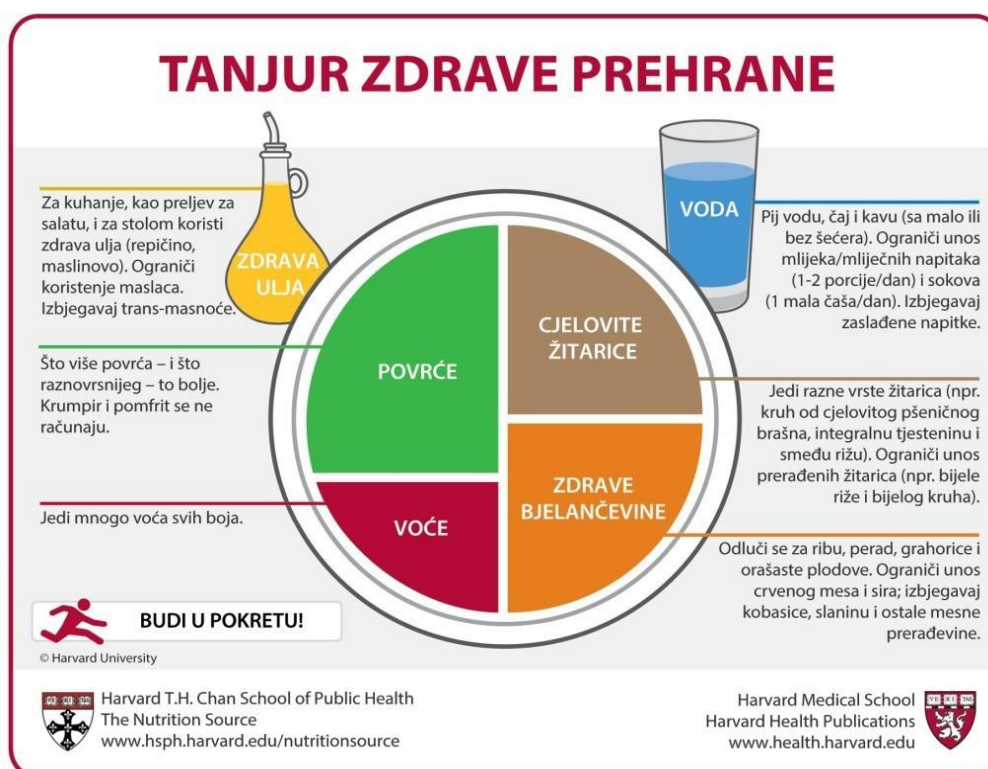 TANJUR ZDRAVE PREHRANE
Za kuhanje, kao preljev za
salatu, i za stolom koristi
zdrava ulja (repičino,
maslinovo). Ograniči
koristenje maslaca.
Izbjegavaj trans-masnoće.
ZDRAVA
ULJA
Što više povrća – i što
raznovrsnijeg – to bolje.
Krumpir i pomfrit se ne
računaju.
Jedi mnogo voća svih boja.
POVRĆE
VOĆE
CJELOVITE
ŽITARICE
ZDRAVE
BJELANČEVINE
VODA
Pij vodu, čaj i kavu (sa malo ili
bez šećera). Ograniči unos
mlijeka/mliječnih napitaka
(1-2 porcije/dan) i sokova
(1 mala čaša/dan). Izbjegavaj
zaslađene napitke.
Jedi razne vrste žitarica (npr.
kruh od cjelovitog pšeničnog
brašna, integralnu tjesteninu i
smeđu rižu). Ograniči unos
prerađenih žitarica (npr. bijele
riže i bijelog kruha).
Odluči se za ribu, perad, grahorice i
orašaste plodove. Ograniči unos
crvenog mesa i sira; izbjegavaj
kobasice, slaninu i ostale mesne
prerađevine.
BUDI U POKRETU!
© Harvard University
Harvard T.H. Chan School of Public Health
The Nutrition Source
www.hsph.harvard.edu/nutritionsource
Harvard Medical School
Harvard Health Publications
www.health.harvard.edu